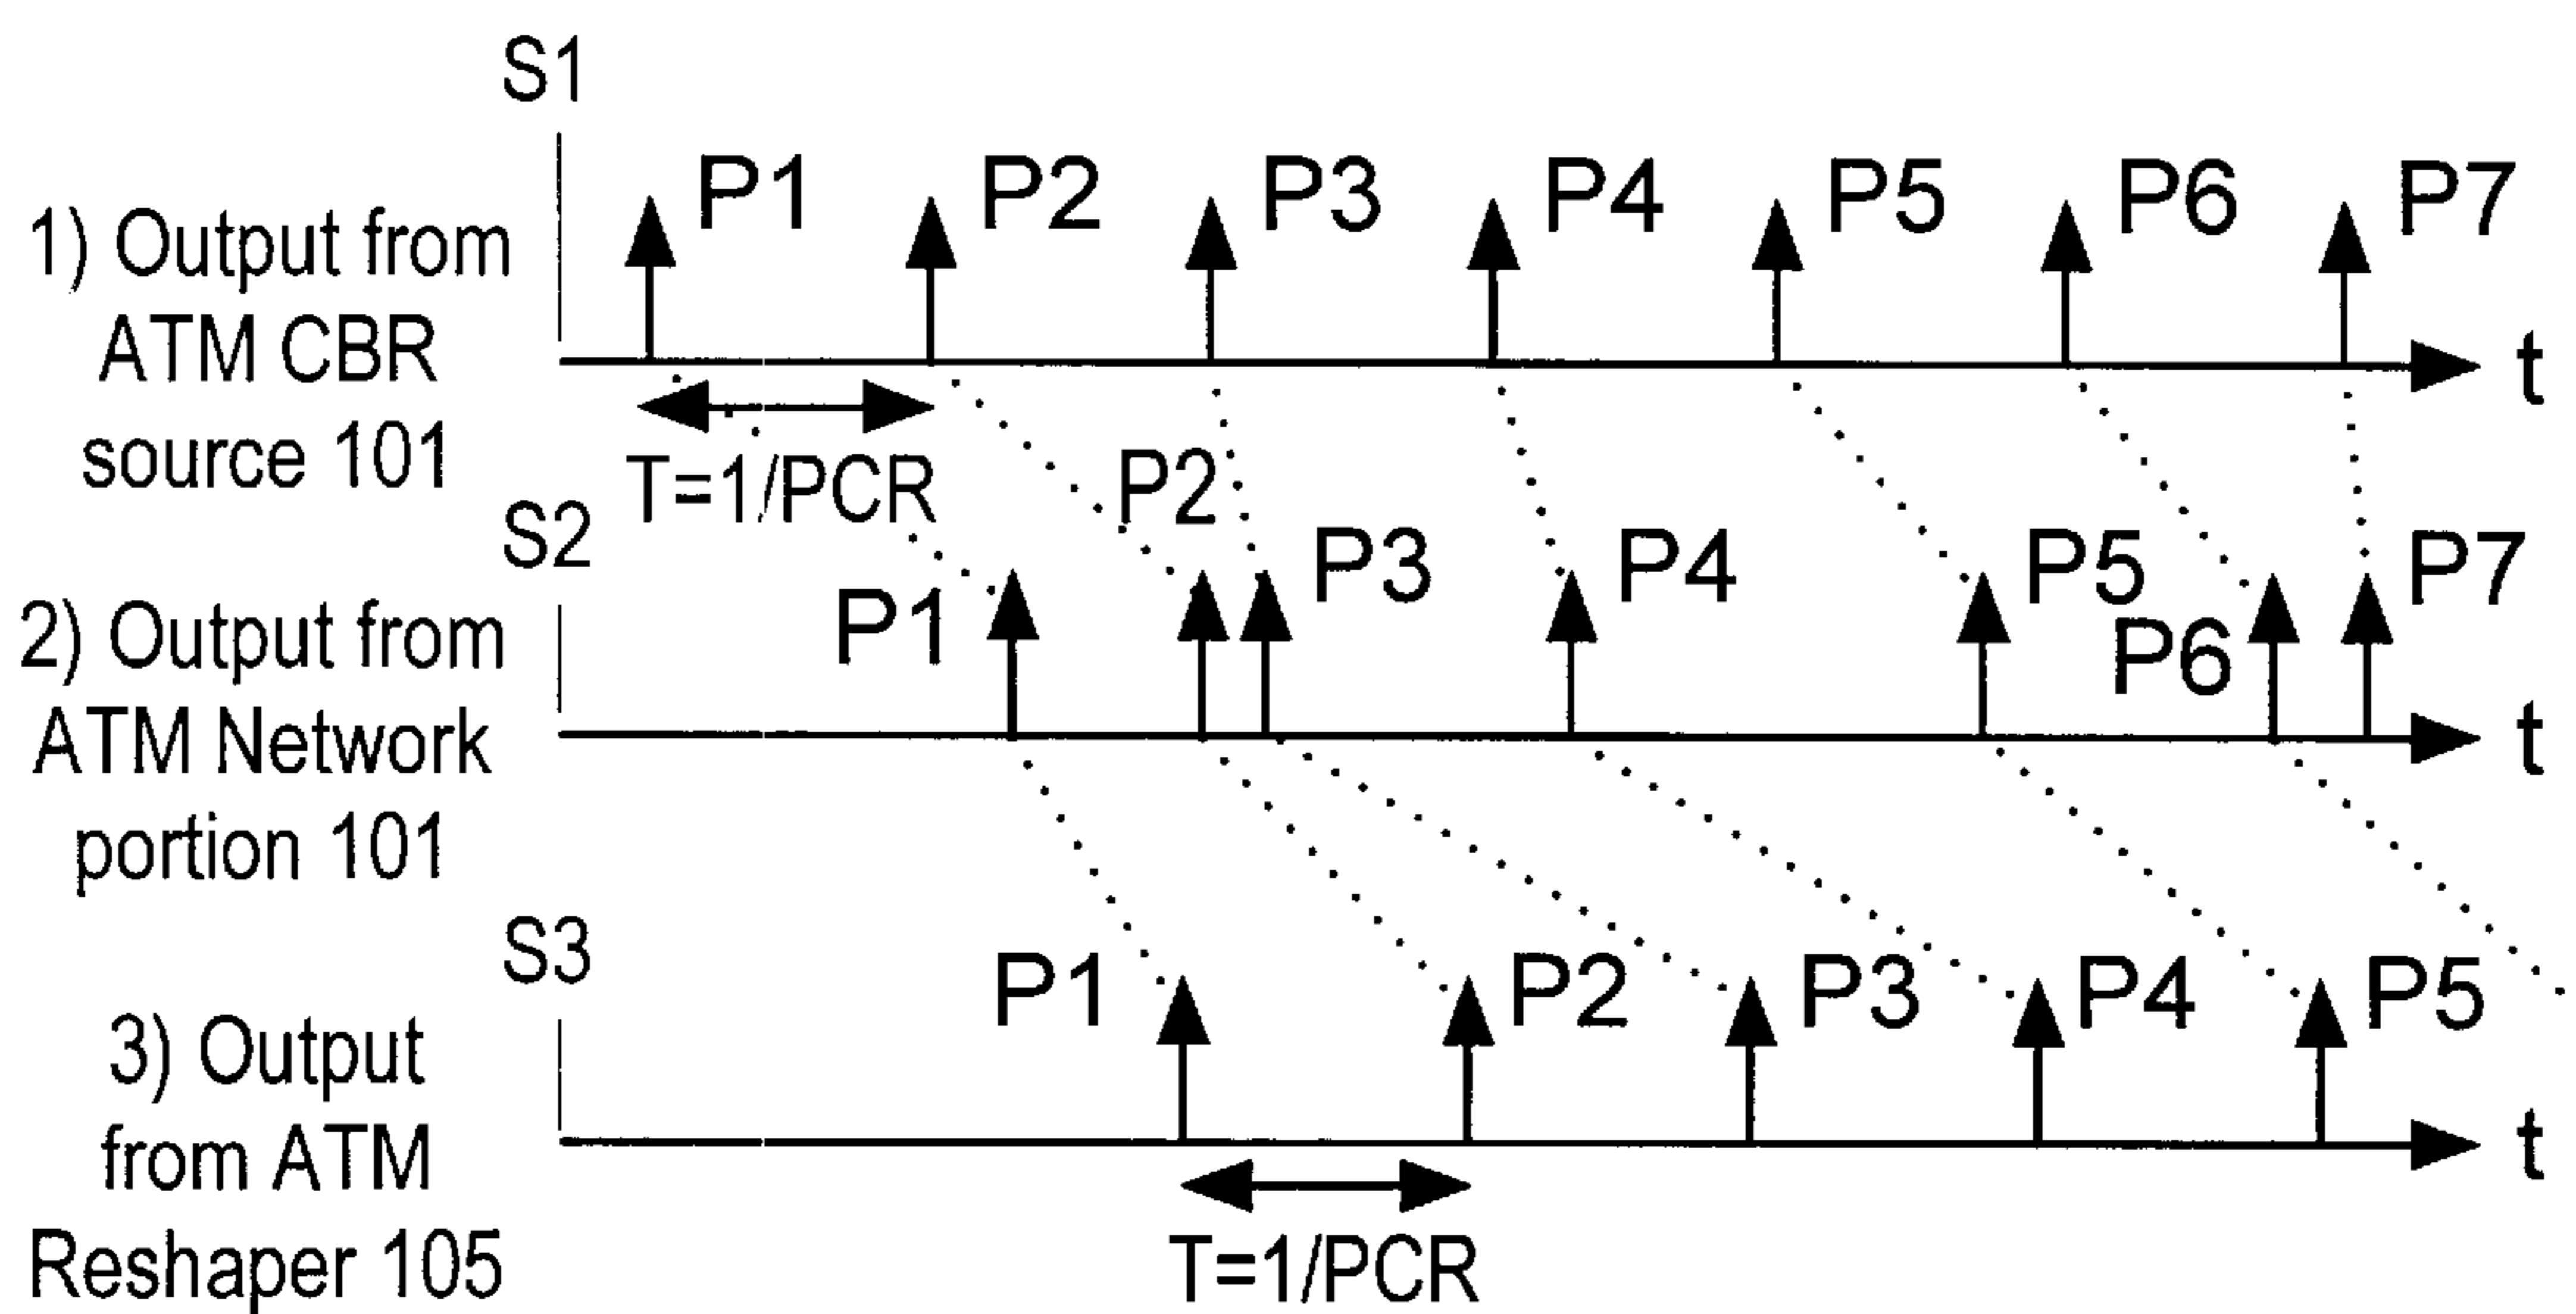 S1
P1 P2 P3 P4 P5 P6 P7
1) Output from
ATM CBR
source 101
t
T=1/PCR
P2
S2
P1 P3 P4 P5 P6 P7
2) Output from
ATM Network
portion 101
t
S3
P1 P2 P3 P4 P5
3) Output
from ATM
Reshaper 105
t
T=1/PCR